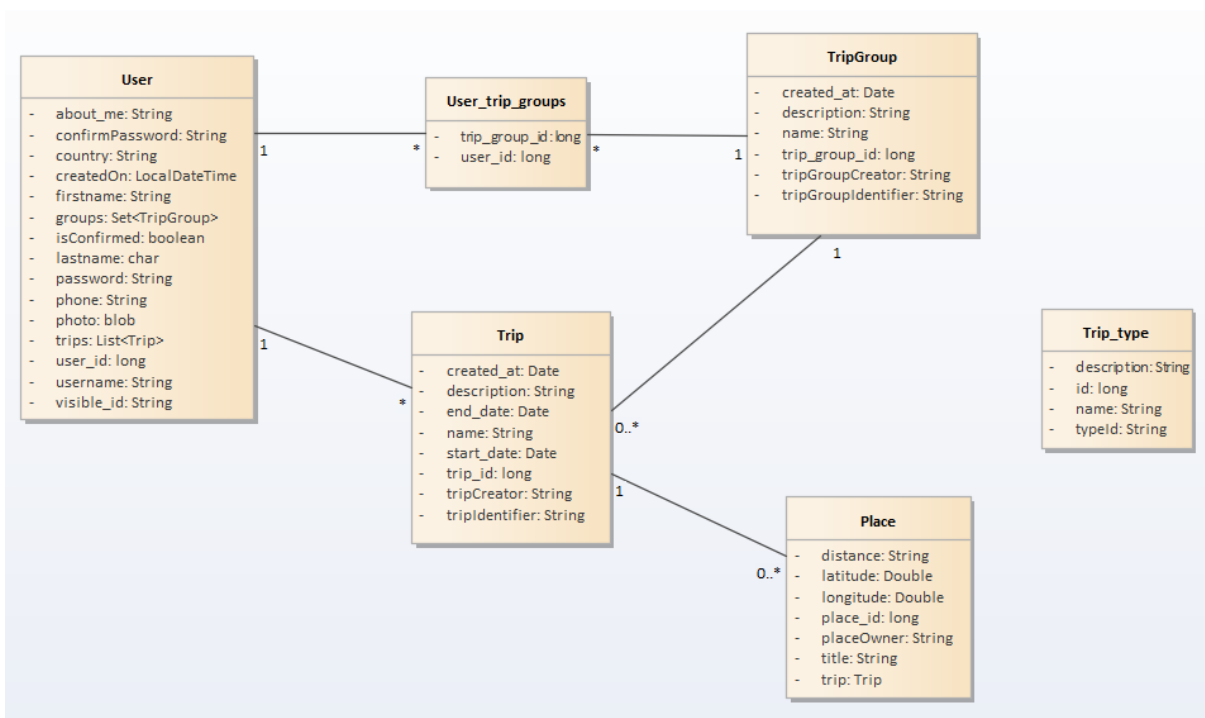 User
- about_me: String
- confirmPassword: String
- country: String
- createdOn: LocalDateTime
- firstname: String
- groups: Set<TripGroup>
- isConfirmed: boolean
- lastname: char
- password: String
- phone: String
- photo: blob
- trips: List<Trip>
- user_id: long
- username: String
- visible_id: String
1
*
1
*
User_trip_groups
- trip_group_id: long
- user_id: long
*
1
TripGroup
- created_at: Date
- description: String
- name: String
- trip_group_id: long
- tripGroupCreator: String
- tripGroupIdentifier: String
1
0..*
Trip
- created_at: Date
- description: String
- end_date: Date
- name: String
- start_date: Date
- trip_id: long
- tripCreator: String
- tripIdentifier: String
1
0..*
Trip_type
- description: String
- id: long
- name: String
- typeId: String
Place
- distance: String
- latitude: Double
- longitude: Double
- place_id: long
- placeOwner: String
- title: String
- trip: Trip